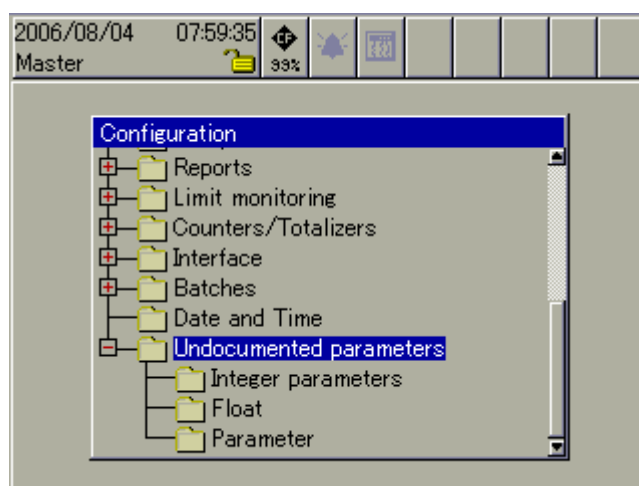 2006/08/04 07:59:35
Master
CF
99%
Configuration
Reports
Limit monitoring
Counters/Totalizers
Interface
Batches
Date and Time
Undocumented parameters
Integer parameters
Float
Parameter